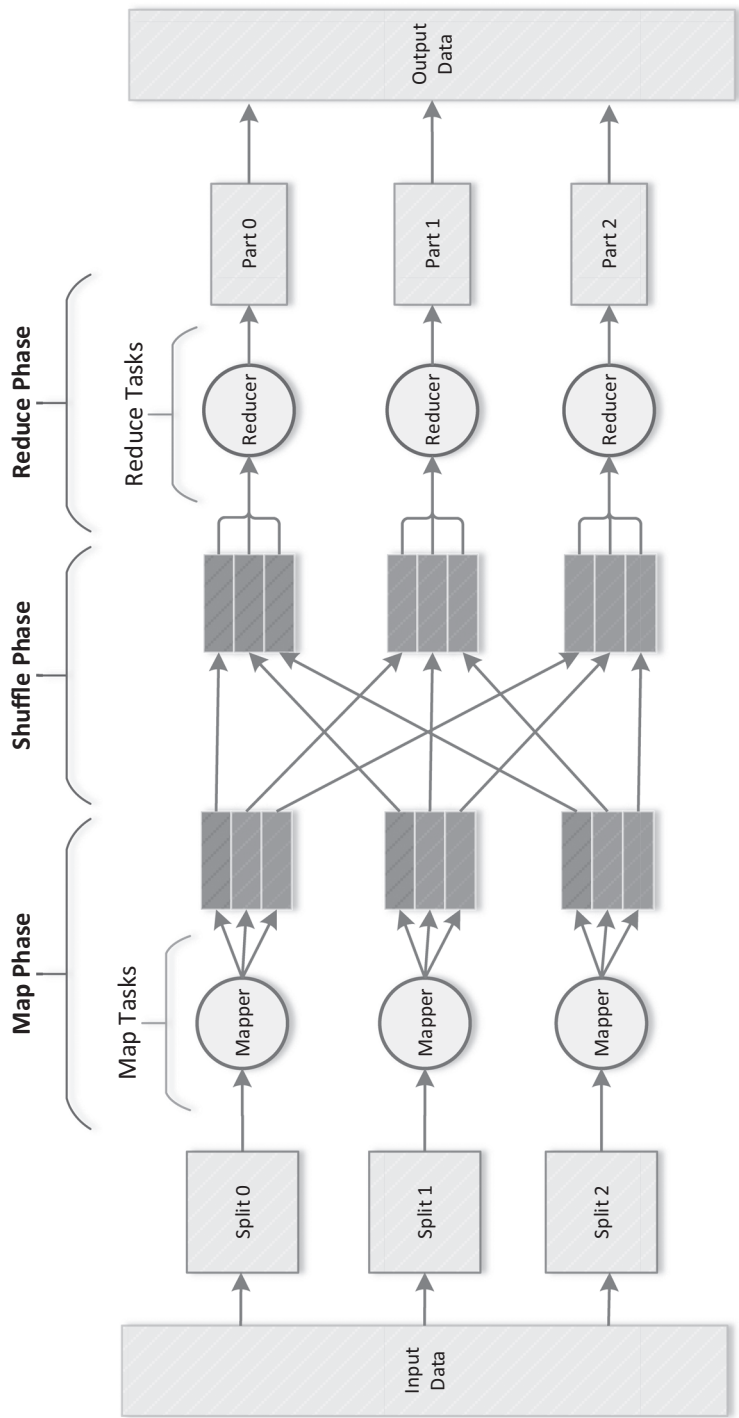 Map Phase
Shuffle Phase
Reduce Phase
Map Tasks
Reduce Tasks
Input
Data
Split 0
Mapper
Reducer
Part 0
Split 1
Mapper
Reducer
Part 1
Split 2
Mapper
Reducer
Part 2
Output
Data